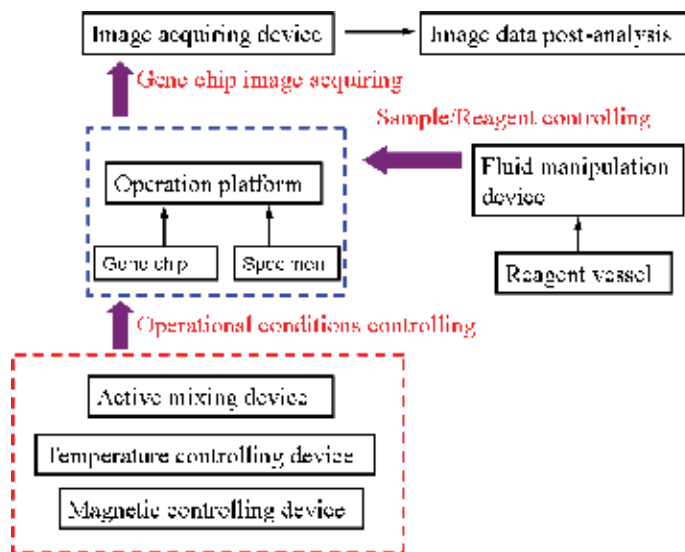 Image acquiring device
Image data post-analysis
Gene chip image acquiring
Sample/Reagent controlling
Operation platform
Fluid manipulation
device
Gene chip
Specimen
Reagent vessel
Operational conditions controlling
Active mixing device
Temperature controlling device
Magnetic controlling device